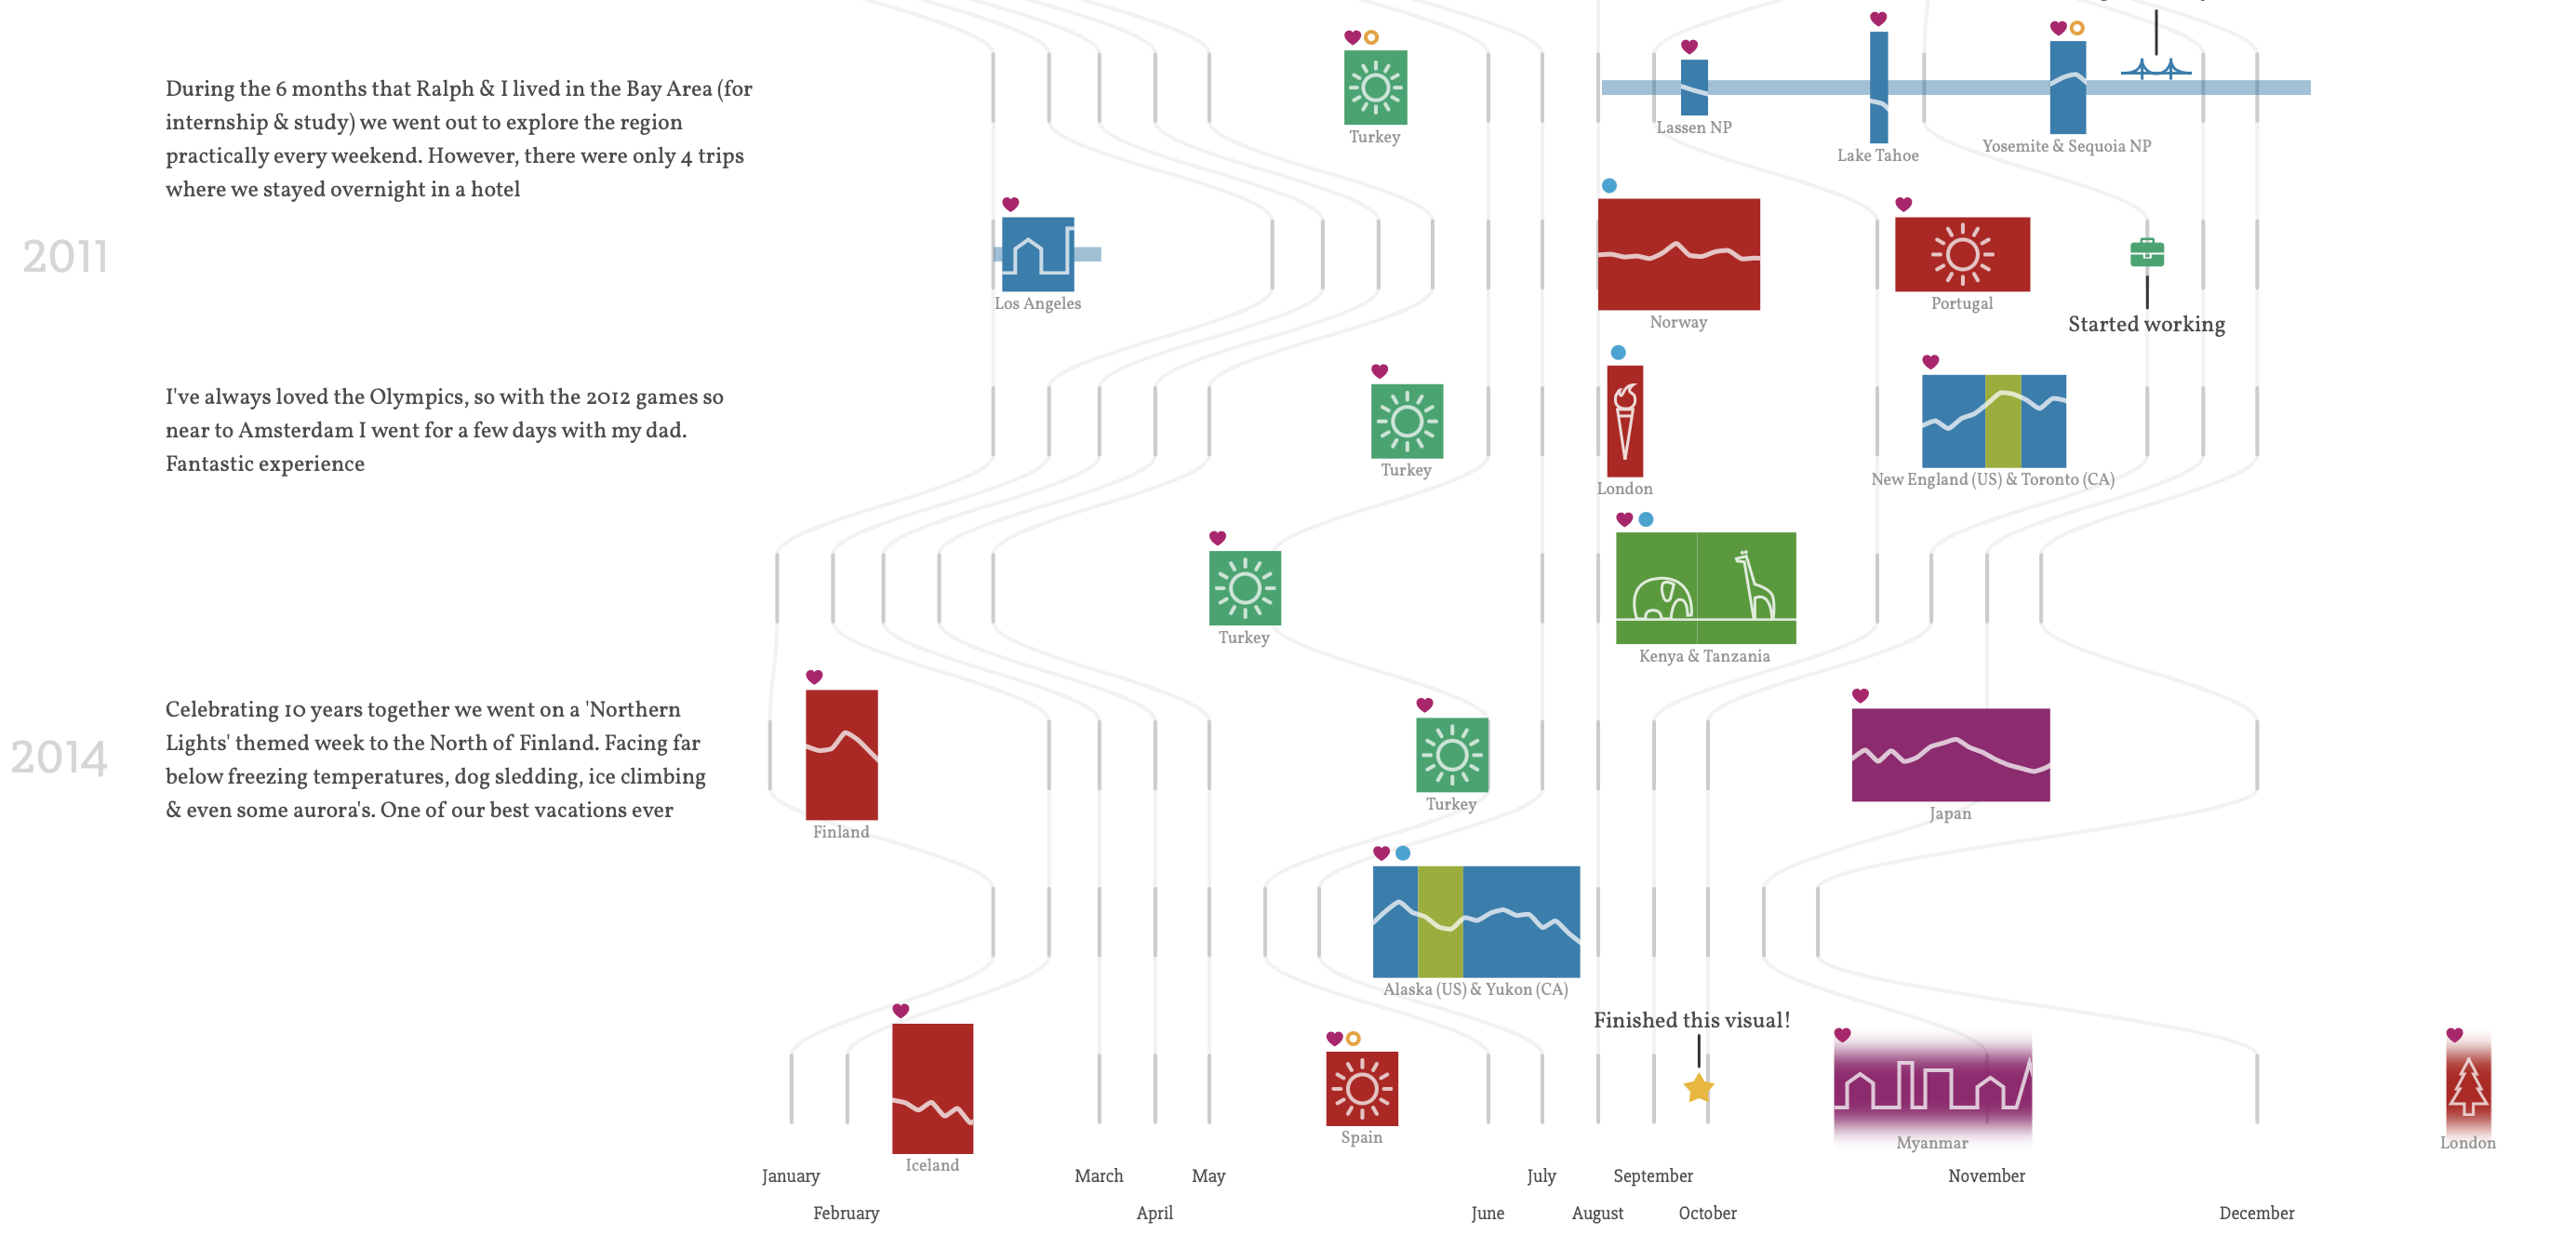 Turkey
Lassen NP
Lake Tahoe
Yosemite & Sequoia NP
During the 6 months that Ralph & I lived in the Bay Area (for
internship & study) we went out to explore the region
practically every weekend. However, there were only 4 trips
where we stayed overnight in a hotel
2011
Los Angeles
Norway
Portugal
Started working
I've always loved the Olympics, so with the 2012 games so
near to Amsterdam I went for a few days with my dad.
Fantastic experience
Turkey
London
New England (US) & Toronto (CA)
Turkey
Kenya & Tanzania
Celebrating 10 years together we went on a 'Northern
Lights' themed week to the North of Finland. Facing far
below freezing temperatures, dog sledding, ice climbing
& even some aurora's. One of our best vacations ever
2014
Finland
Turkey
Japan
Alaska (US) & Yukon (CA)
Finished this visual!
Iceland
Spain
Myanmar
London
January
March
May
July
September
November
February
April
June
August
October
December